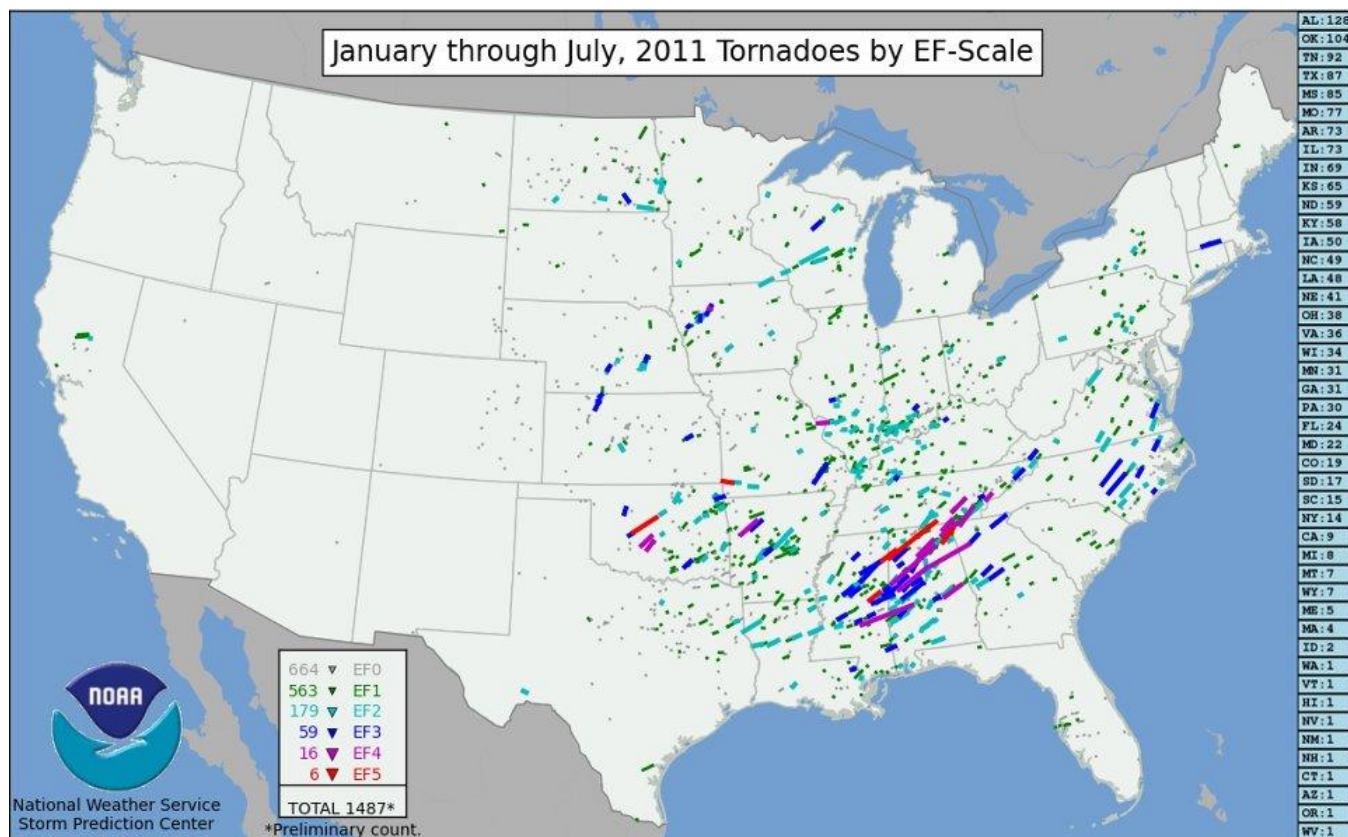 January through July, 2011 Tornadoes by EF-Scale
AL:128
OK:104
TN:92
TX:87
MS:85
MO:77
AR:73
IL:73
IN:69
KS:65
ND:59
KY:58
IA:50
NC:49
LA:48
NE:41
OH:38
VA:36
WI:34
MN:31
GA:31
PA:30
FL:24
MD:22
CO:19
SD:17
SC:15
NY:14
CA:9
MI:8
MT:7
WY:7
ME:5
MA:4
ID:2
WA:1
VT:1
HI:1
NV:1
NM:1
NH:1
CT:1
AZ:1
OR:1
WV:1
664 EF0
563 EF1
179 EF2
59 EF3
16 EF4
6 EF5
TOTAL 1487*
*Preliminary count.
NOAA
National Weather Service
Storm Prediction Center